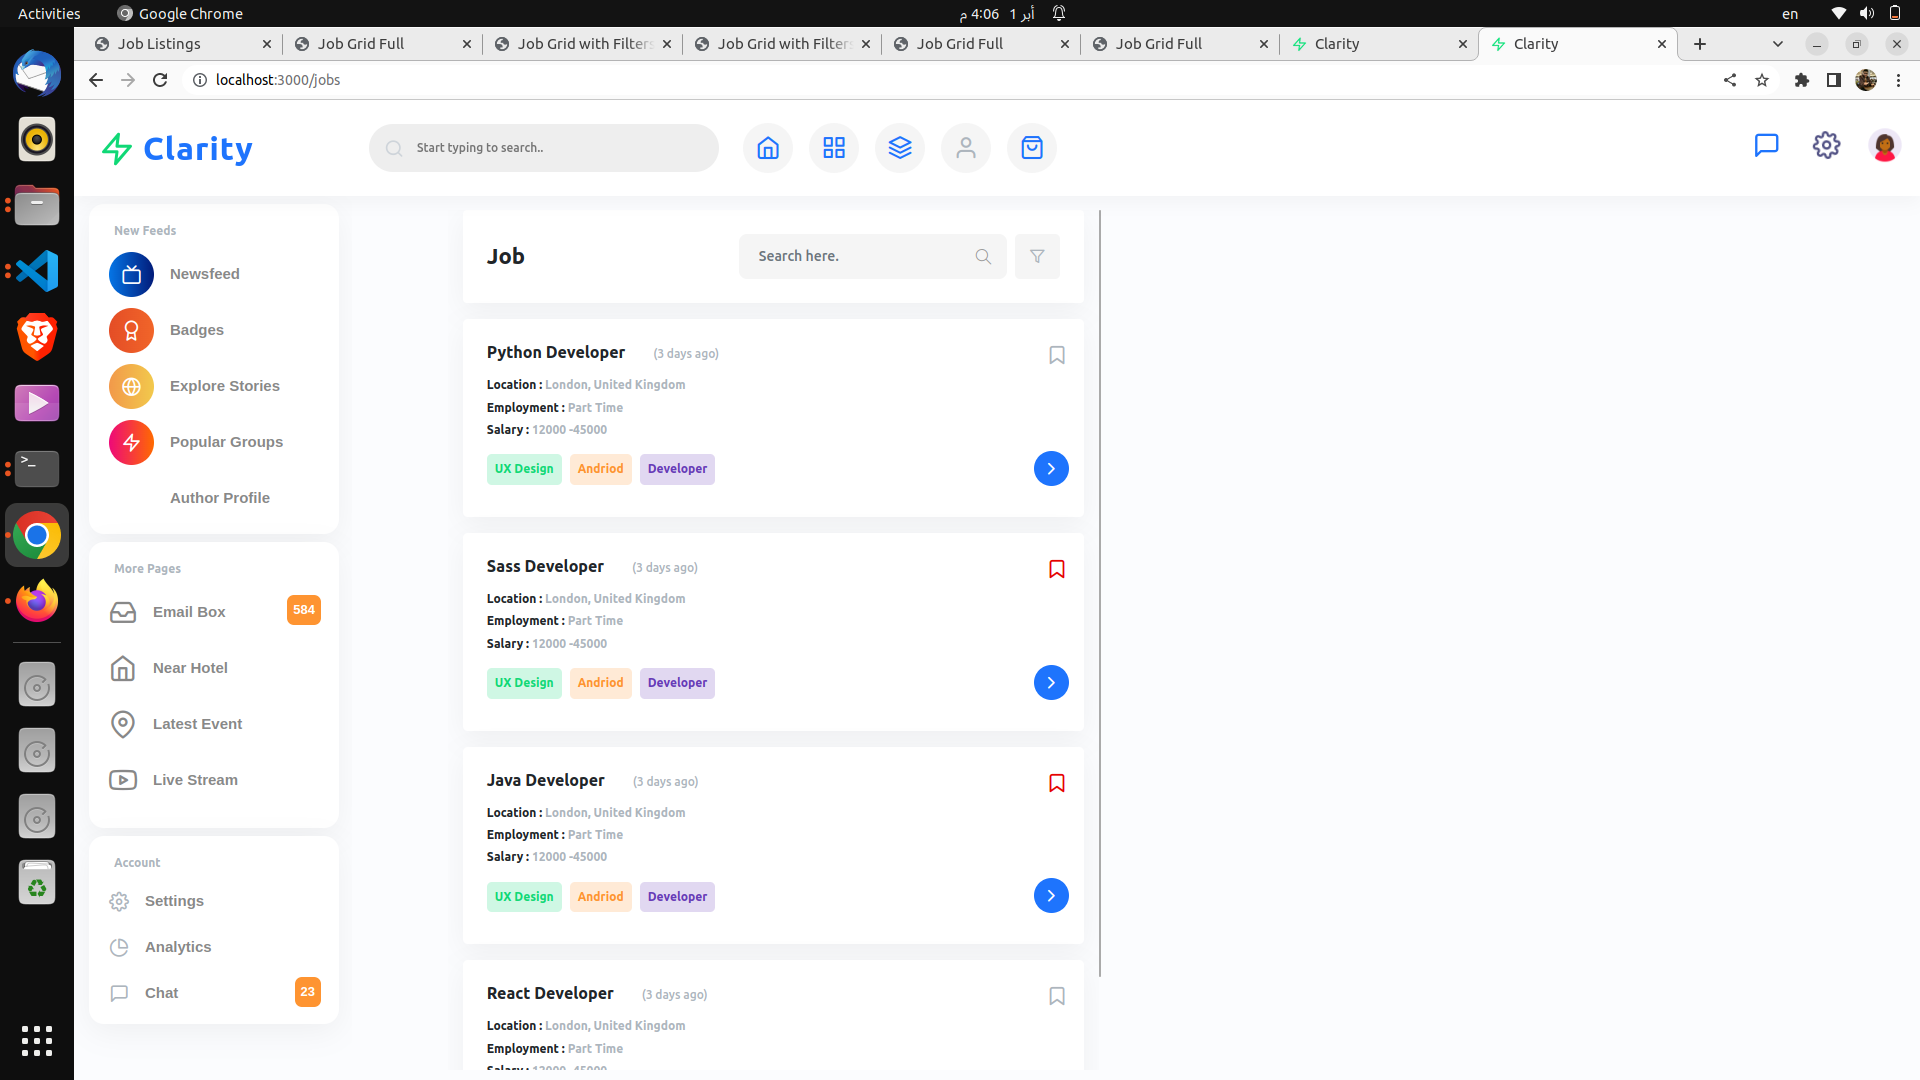 Activities
Google Chrome
أبر 1 4:06 م
en
Job Listings
Job Grid Full
Job Grid with Filters
Job Grid with Filters
Job Grid Full
Job Grid Full
Clarity
Clarity
localhost:3000/jobs
Clarity
Start typing to search..
New Feeds
Newsfeed
Badges
Explore Stories
Popular Groups
Author Profile
More Pages
Email Box
584
Near Hotel
Latest Event
Live Stream
Account
Settings
Analytics
Chat
23
Job
Search here.
Python Developer (3 days ago)
Location : London, United Kingdom
Employment : Part Time
Salary : 12000 -45000
UX Design Andriod Developer
Sass Developer (3 days ago)
Location : London, United Kingdom
Employment : Part Time
Salary : 12000 -45000
UX Design Andriod Developer
Java Developer (3 days ago)
Location : London, United Kingdom
Employment : Part Time
Salary : 12000 -45000
UX Design Andriod Developer
React Developer (3 days ago)
Location : London, United Kingdom
Employment : Part Time
Salary : 12000 -45000